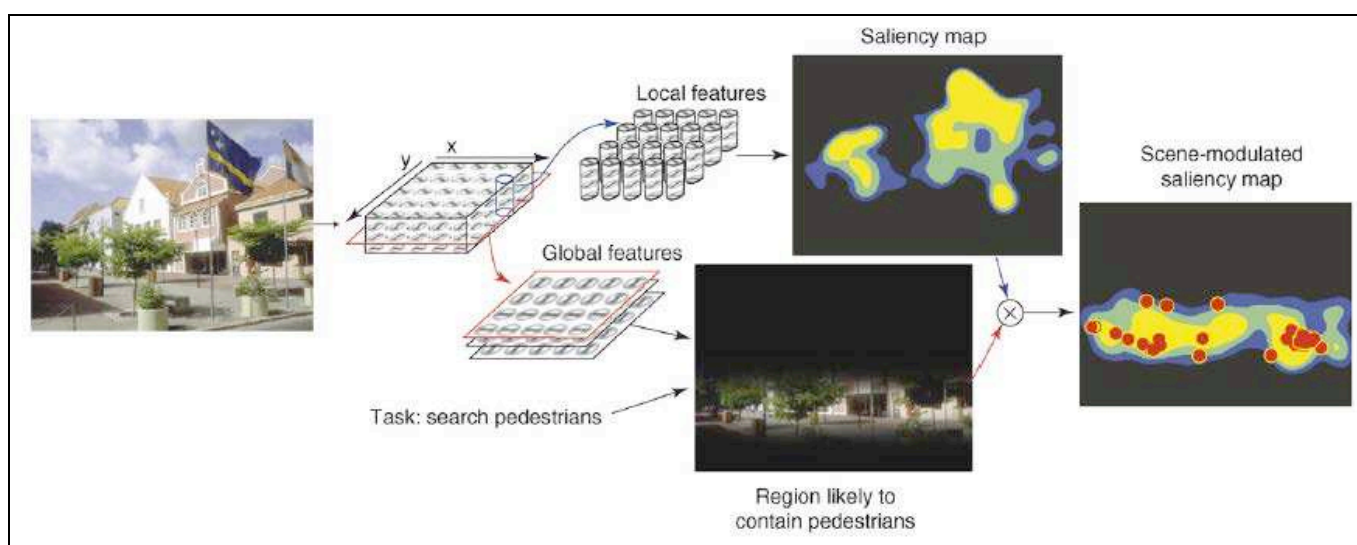 Saliency map
Local features
x
y
Scene-modulated
saliency map
Global features
Task: search pedestrians
Region likely to
contain pedestrians